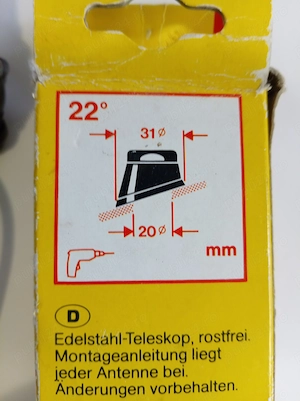 22°
31 ø
20 ø
mm
D
Edelstahl-Teleskop, rostfrei.
Montageanleitung liegt
jeder Antenne bei.
Änderungen vorbehalten.